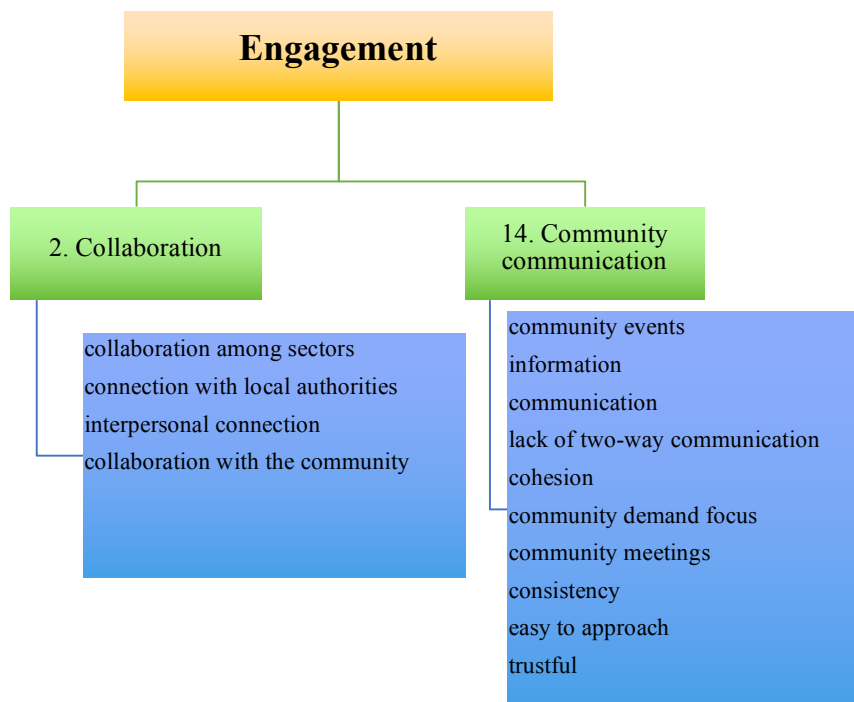 Engagement
2. Collaboration
collaboration among sectors
connection with local authorities
interpersonal connection
collaboration with the community
14. Community
communication
community events
information
communication
lack of two-way communication
cohesion
community demand focus
community meetings
consistency
easy to approach
trustful